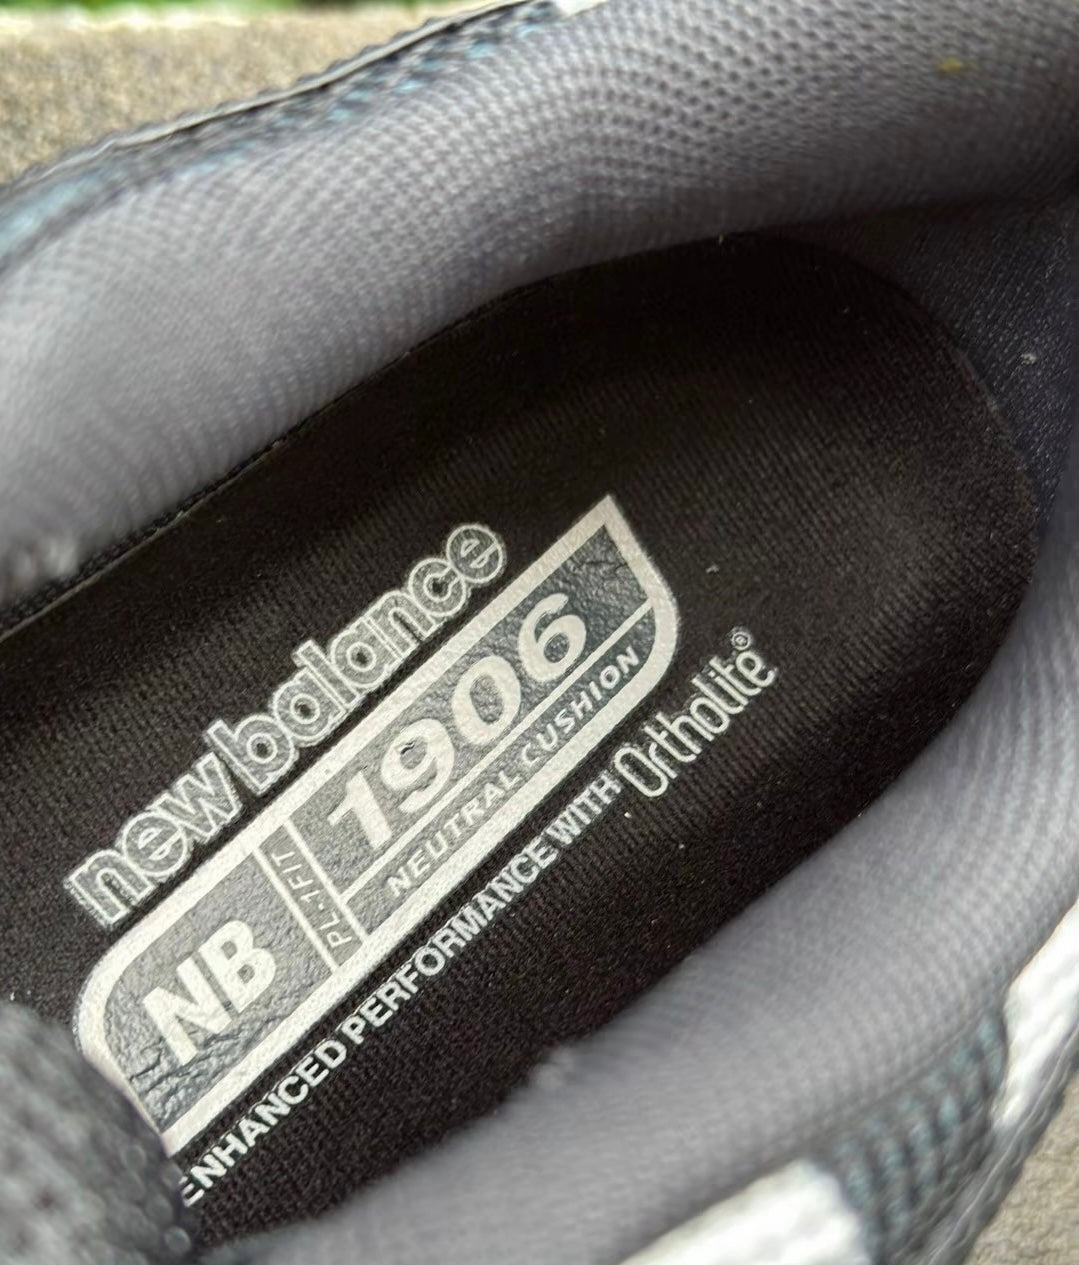 new balance
NB
PL-1 FIT
1906
NEUTRAL CUSHION
ENHANCED PERFORMANCE WITH Ortholite®